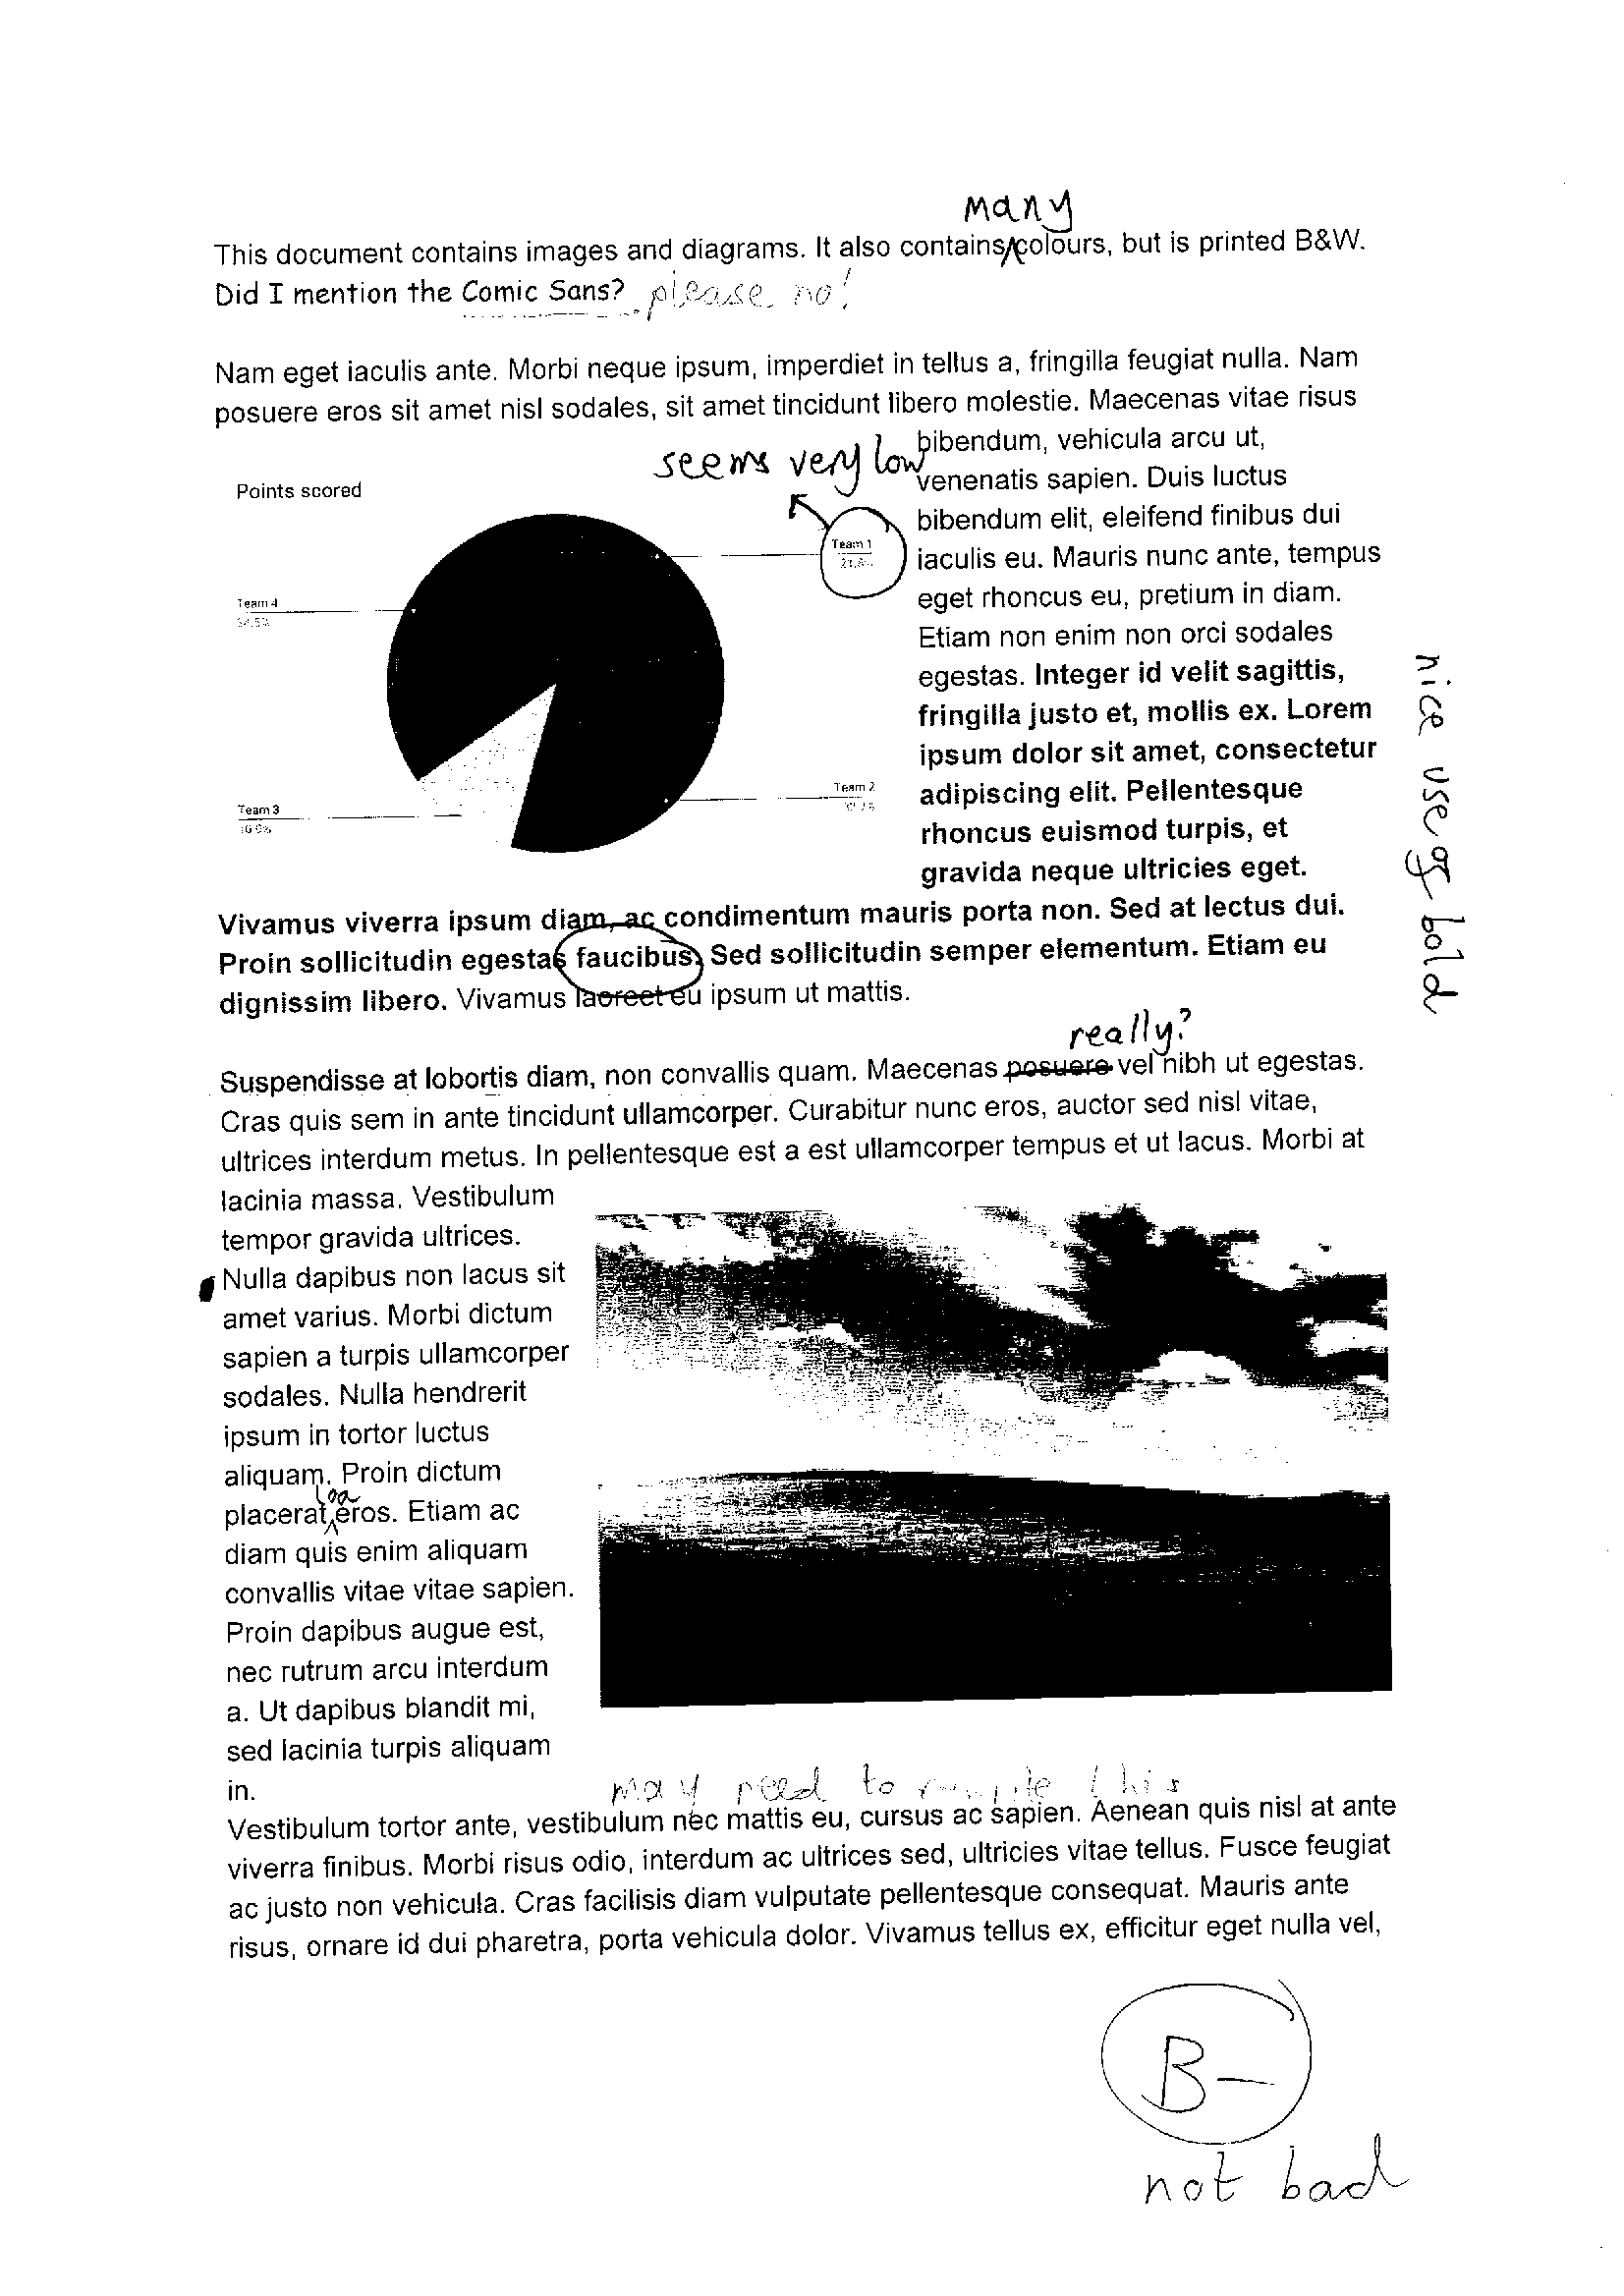 many
This document contains images and diagrams. It also contains colours, but is printed B&W.
Did I mention the Comic Sans? please no!
Nam eget iaculis ante. Morbi neque ipsum, imperdiet in tellus a, fringilla feugiat nulla. Nam
posuere eros sit amet nisl sodales, sit amet tincidunt libero molestie. Maecenas vitae risus
seems very low
bibendum, vehicula arcu ut,
venenatis sapien. Duis luctus
bibendum elit, eleifend finibus dui
iaculis eu. Mauris nunc ante, tempus
eget rhoncus eu, pretium in diam.
Etiam non enim non orci sodales
egestas. Integer id velit sagittis,
fringilla justo et, mollis ex. Lorem
ipsum dolor sit amet, consectetur
adipiscing elit. Pellentesque
rhoncus euismod turpis, et
gravida neque ultricies eget.
Points scored
Team 1
Team 4
Team 2
Team 3
nice use of bold
Vivamus viverra ipsum diam, ac condimentum mauris porta non. Sed at lectus dui.
Proin sollicitudin egestas faucibus. Sed sollicitudin semper elementum. Etiam eu
dignissim libero. Vivamus laoreet eu ipsum ut mattis.
really?
Suspendisse at lobortis diam, non convallis quam. Maecenas posuere vel nibh ut egestas.
Cras quis sem in ante tincidunt ullamcorper. Curabitur nunc eros, auctor sed nisl vitae,
ultrices interdum metus. In pellentesque est a est ullamcorper tempus et ut lacus. Morbi at
lacinia massa. Vestibulum
tempor gravida ultrices.
Nulla dapibus non lacus sit
amet varius. Morbi dictum
sapien a turpis ullamcorper
sodales. Nulla hendrerit
ipsum in tortor luctus
aliquam. Proin dictum
placerat eros. Etiam ac
diam quis enim aliquam
convallis vitae vitae sapien.
Proin dapibus augue est,
nec rutrum arcu interdum
a. Ut dapibus blandit mi,
sed lacinia turpis aliquam
in.
may need to rewrite this
Vestibulum tortor ante, vestibulum nec mattis eu, cursus ac sapien. Aenean quis nisl at ante
viverra finibus. Morbi risus odio, interdum ac ultrices sed, ultricies vitae tellus. Fusce feugiat
ac justo non vehicula. Cras facilisis diam vulputate pellentesque consequat. Mauris ante
risus, ornare id dui pharetra, porta vehicula dolor. Vivamus tellus ex, efficitur eget nulla vel,
B-
not bad